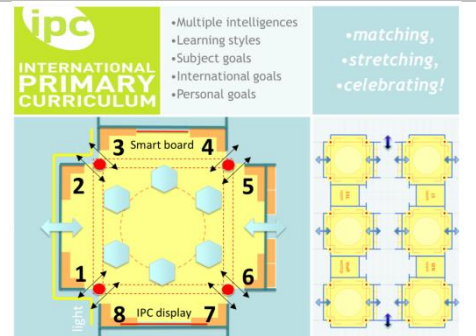 ipc
INTERNATIONAL
PRIMARY
CURRICULUM
•Multiple intelligences
•Learning styles
•Subject goals
•International goals
•Personal goals
•matching,
•stretching,
•celebrating!
3 Smart board 4
2 5
1 6
8 IPC display 7
light